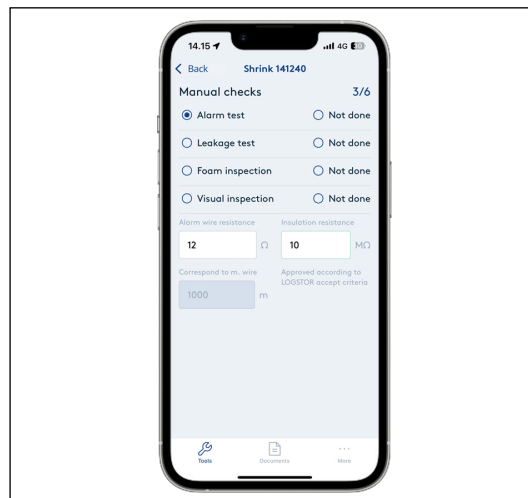 14.15 4G
Back Shrink 141240
Manual checks 3/6
Alarm test Not done
Leakage test Not done
Foam inspection Not done
Visual inspection Not done
Alarm wire resistance Insulation resistance
12 Ω 10 MΩ
Correspond to m. wire Approved according to
LOGSTOR accept criteria
1000 m
Tools Documents More